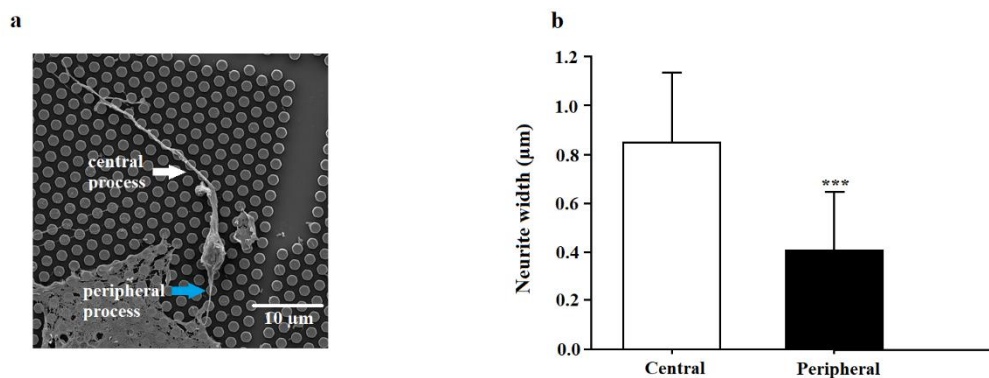 a
central
process
peripheral
process
10 μm
b
Neurite width (μm)
1.2
1.0
0.8
0.6
0.4
0.2
0.0
***
Central
Peripheral